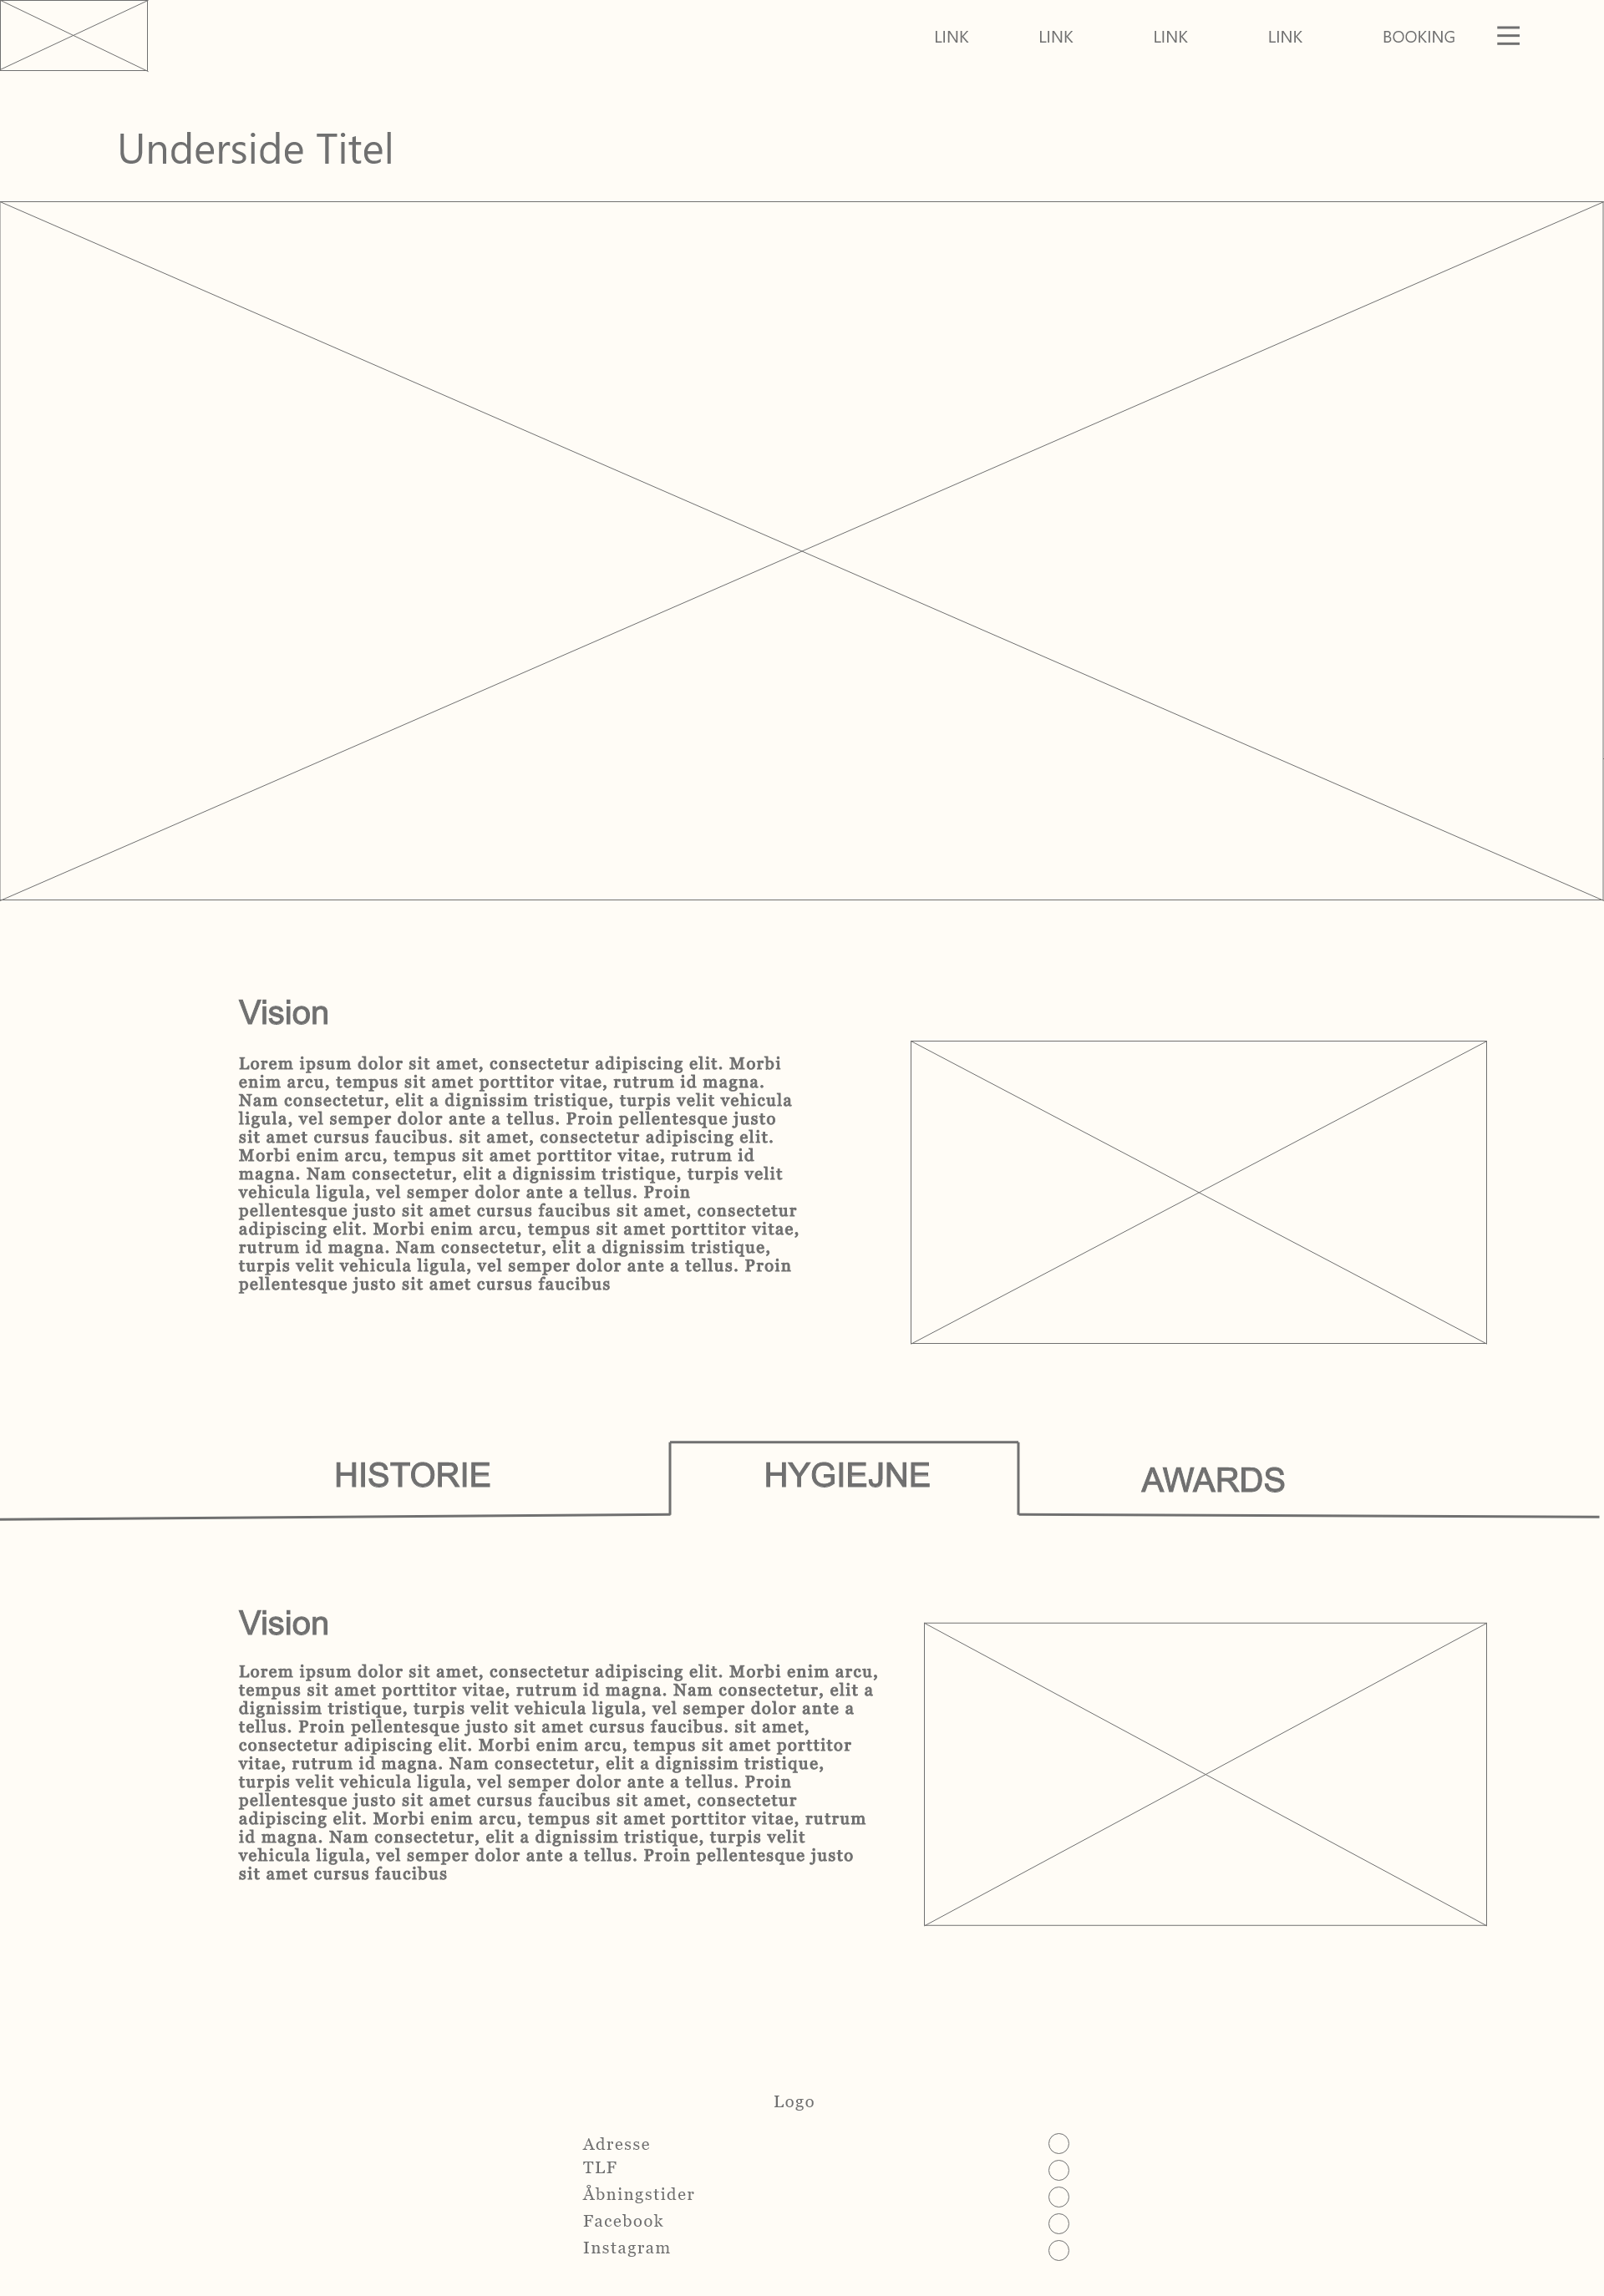 LINK LINK LINK LINK BOOKING
Underside Titel
Vision
Lorem ipsum dolor sit amet, consectetur adipiscing elit. Morbi
enim arcu, tempus sit amet porttitor vitae, rutrum id magna.
Nam consectetur, elit a dignissim tristique, turpis velit vehicula
ligula, vel semper dolor ante a tellus. Proin pellentesque justo
sit amet cursus faucibus. sit amet, consectetur adipiscing elit.
Morbi enim arcu, tempus sit amet porttitor vitae, rutrum id
magna. Nam consectetur, elit a dignissim tristique, turpis velit
vehicula ligula, vel semper dolor ante a tellus. Proin
pellentesque justo sit amet cursus faucibus sit amet, consectetur
adipiscing elit. Morbi enim arcu, tempus sit amet porttitor vitae,
rutrum id magna. Nam consectetur, elit a dignissim tristique,
turpis velit vehicula ligula, vel semper dolor ante a tellus. Proin
pellentesque justo sit amet cursus faucibus
HISTORIE HYGIEJNE AWARDS
Vision
Lorem ipsum dolor sit amet, consectetur adipiscing elit. Morbi enim arcu,
tempus sit amet porttitor vitae, rutrum id magna. Nam consectetur, elit a
dignissim tristique, turpis velit vehicula ligula, vel semper dolor ante a
tellus. Proin pellentesque justo sit amet cursus faucibus. sit amet,
consectetur adipiscing elit. Morbi enim arcu, tempus sit amet porttitor
vitae, rutrum id magna. Nam consectetur, elit a dignissim tristique,
turpis velit vehicula ligula, vel semper dolor ante a tellus. Proin
pellentesque justo sit amet cursus faucibus sit amet, consectetur
adipiscing elit. Morbi enim arcu, tempus sit amet porttitor vitae, rutrum
id magna. Nam consectetur, elit a dignissim tristique, turpis velit
vehicula ligula, vel semper dolor ante a tellus. Proin pellentesque justo
sit amet cursus faucibus
Logo
Adresse
TLF
Åbningstider
Facebook
Instagram